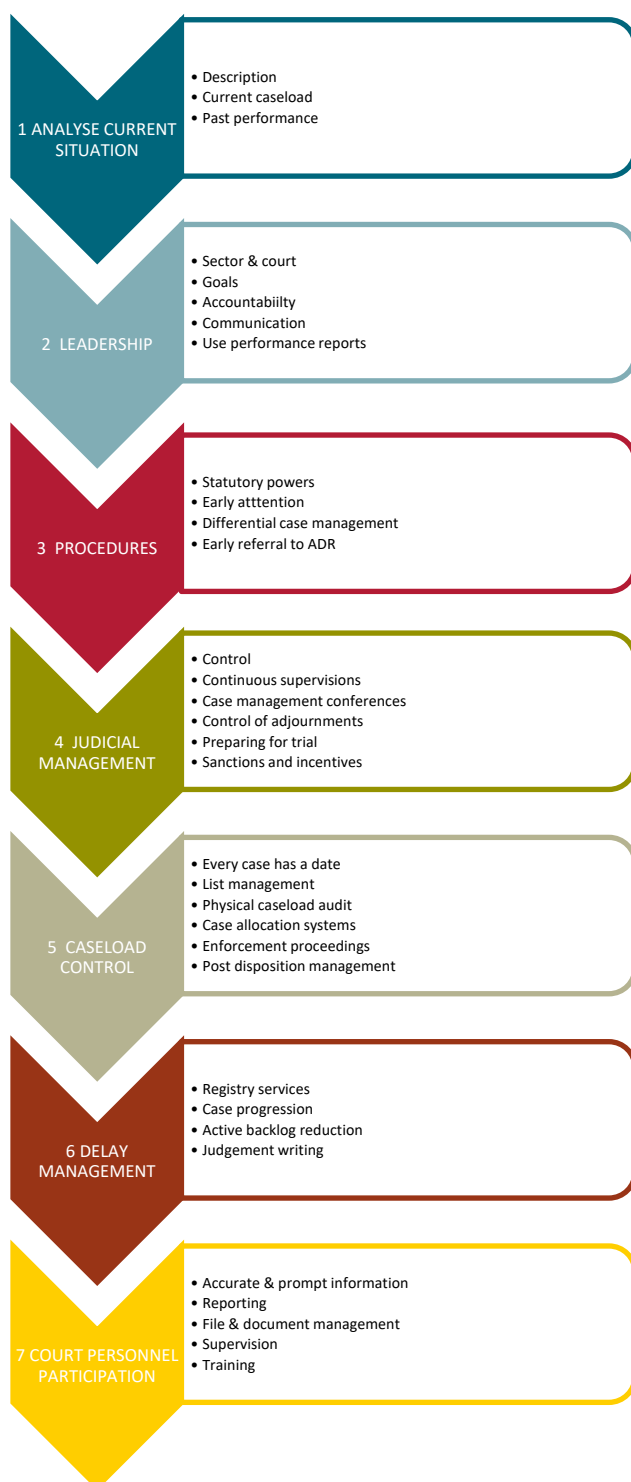 1 ANALYSE CURRENT
SITUATION
• Description
• Current caseload
• Past performance
2 LEADERSHIP
• Sector & court
• Goals
• Accountabiilty
• Communication
• Use performance reports
3 PROCEDURES
• Statutory powers
• Early atttention
• Differential case management
• Early referral to ADR
4 JUDICIAL
MANAGEMENT
• Control
• Continuous supervisions
• Case management conferences
• Control of adjournments
• Preparing for trial
• Sanctions and incentives
5 CASELOAD
CONTROL
• Every case has a date
• List management
• Physical caseload audit
• Case allocation systems
• Enforcement proceedings
• Post disposition management
6 DELAY
MANAGEMENT
• Registry services
• Case progression
• Active backlog reduction
• Judgement writing
7 COURT PERSONNEL
PARTICIPATION
• Accurate & prompt information
• Reporting
• File & document management
• Supervision
• Training